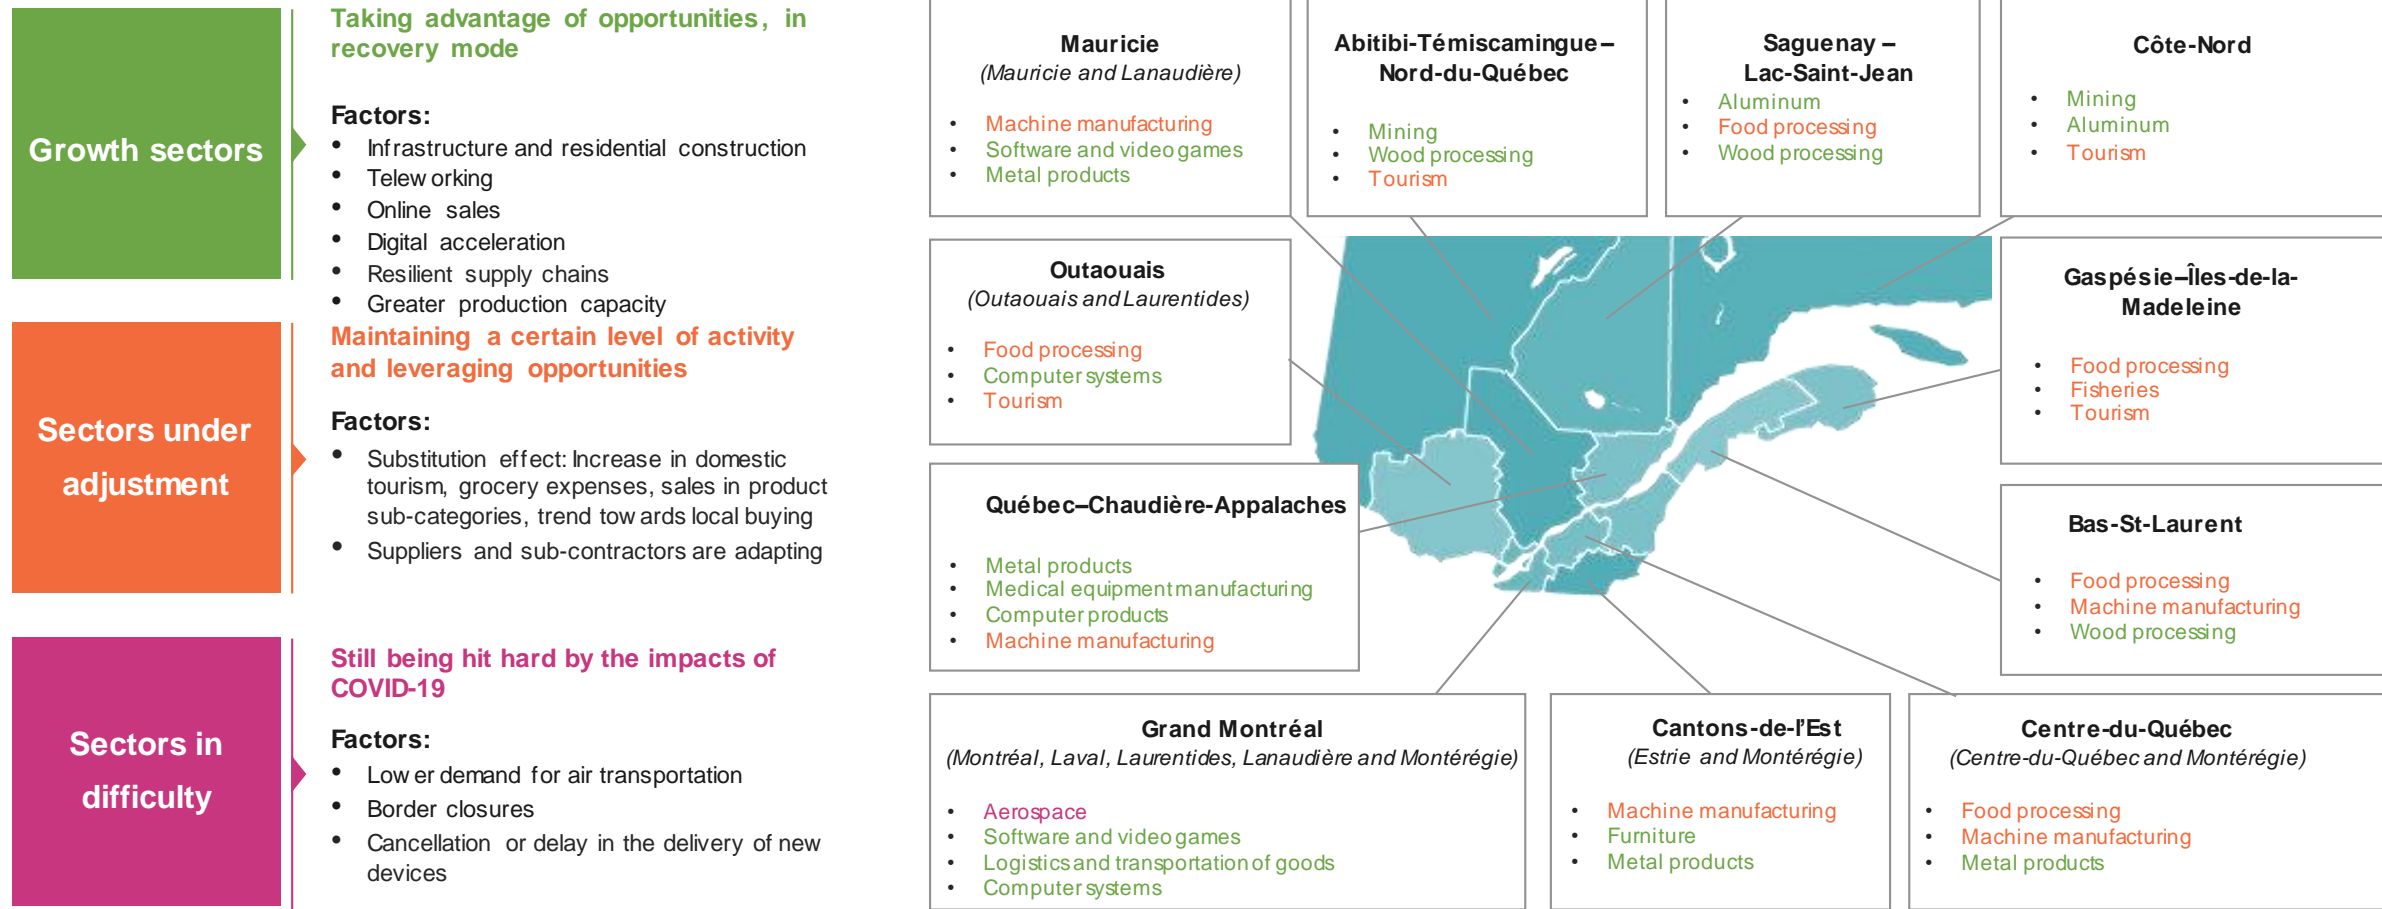 Growth sectors
Taking advantage of opportunities, in
recovery mode
Factors:
• Infrastructure and residential construction
• Teleworking
• Online sales
• Digital acceleration
• Resilient supply chains
• Greater production capacity
Sectors under
adjustment
Maintaining a certain level of activity
and leveraging opportunities
Factors:
• Substitution effect: Increase in domestic
tourism, grocery expenses, sales in product
sub-categories, trend towards local buying
• Suppliers and sub-contractors are adapting
Sectors in
difficulty
Still being hit hard by the impacts of
COVID-19
Factors:
• Lower demand for air transportation
• Border closures
• Cancellation or delay in the delivery of new
devices
Mauricie
(Mauricie and Lanaudière)
• Machine manufacturing
• Software and video games
• Metal products
Abitibi-Témiscamingue–
Nord-du-Québec
• Mining
• Wood processing
• Tourism
Saguenay –
Lac-Saint-Jean
• Aluminum
• Food processing
• Wood processing
Côte-Nord
• Mining
• Aluminum
• Tourism
Outaouais
(Outaouais and Laurentides)
• Food processing
• Computer systems
• Tourism
Gaspésie–Îles-de-la-
Madeleine
• Food processing
• Fisheries
• Tourism
Québec–Chaudière-Appalaches
• Metal products
• Medical equipment manufacturing
• Computer products
• Machine manufacturing
Bas-St-Laurent
• Food processing
• Machine manufacturing
• Wood processing
Grand Montréal
(Montréal, Laval, Laurentides, Lanaudière and Montérégie)
• Aerospace
• Software and video games
• Logistics and transportation of goods
• Computer systems
Cantons-de-l'Est
(Estrie and Montérégie)
• Machine manufacturing
• Furniture
• Metal products
Centre-du-Québec
(Centre-du-Québec and Montérégie)
• Food processing
• Machine manufacturing
• Metal products